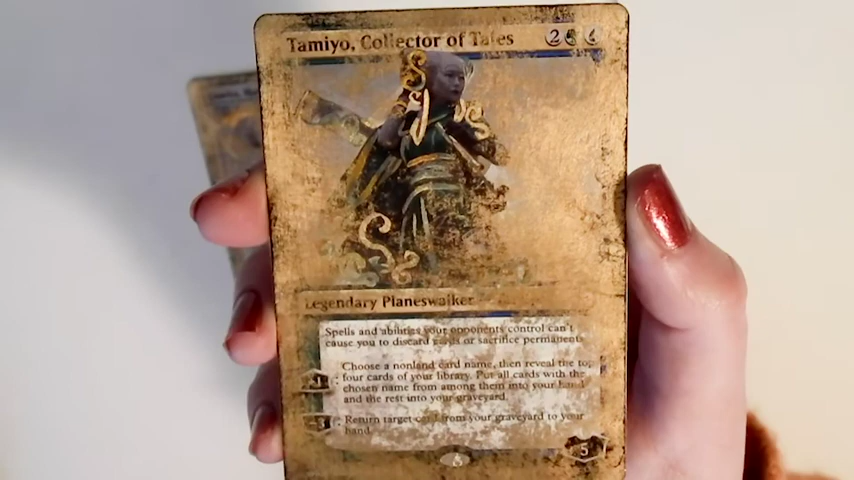 Tamiyo, Collector of Tales 2
Legendary Planeswalker
Spells and abilities your opponents control can't
cause you to discard cards or sacrifice permanents
Choose a nonland card name, then reveal the top
four cards of your library. Put all cards with the
chosen name from among them into your hand
and the rest into your graveyard.
Return target card from your graveyard to your
hand.
5